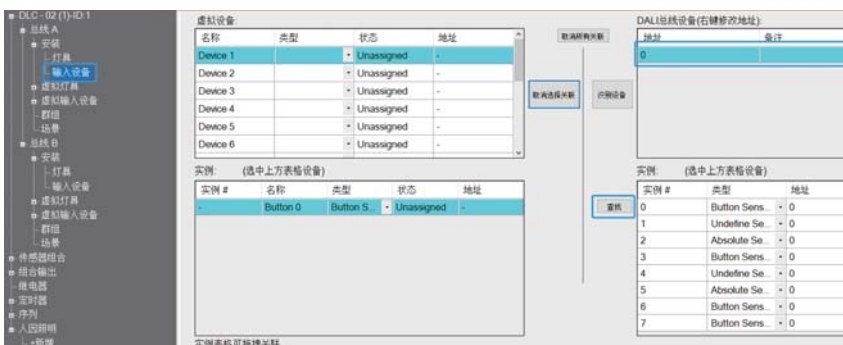 DLC - 02 (1)-ID:1
总线 A
安装
灯具
输入设备
虚拟灯具
虚拟输入设备
群组
场景
总线 B
安装
灯具
输入设备
虚拟灯具
虚拟输入设备
群组
场景
传感器组合
组合输出
继电器
定时器
序列
人因照明
+新增
虚拟设备:
名称 类型 状态 地址
Device 1 Unassigned -
Device 2 Unassigned -
Device 3 Unassigned -
Device 4 Unassigned -
Device 5 Unassigned -
Device 6 Unassigned -
实例: (选中上方表格设备)
实例 # 名称 类型 状态 地址
- Button 0 Button S... Unassigned -
实例表格可拖拽关联
取消所有关联
取消选择关联
识别设备
DALI总线设备(右键修改地址):
地址 备注
0
实例: (选中上方表格设备)
实例 # 类型 地址
0 Button Sens... 0
1 Undefine Se... 0
2 Absolute Se... 0
3 Button Sens... 0
4 Undefine Se... 0
5 Absolute Se... 0
6 Button Sens... 0
7 Button Sens... 0